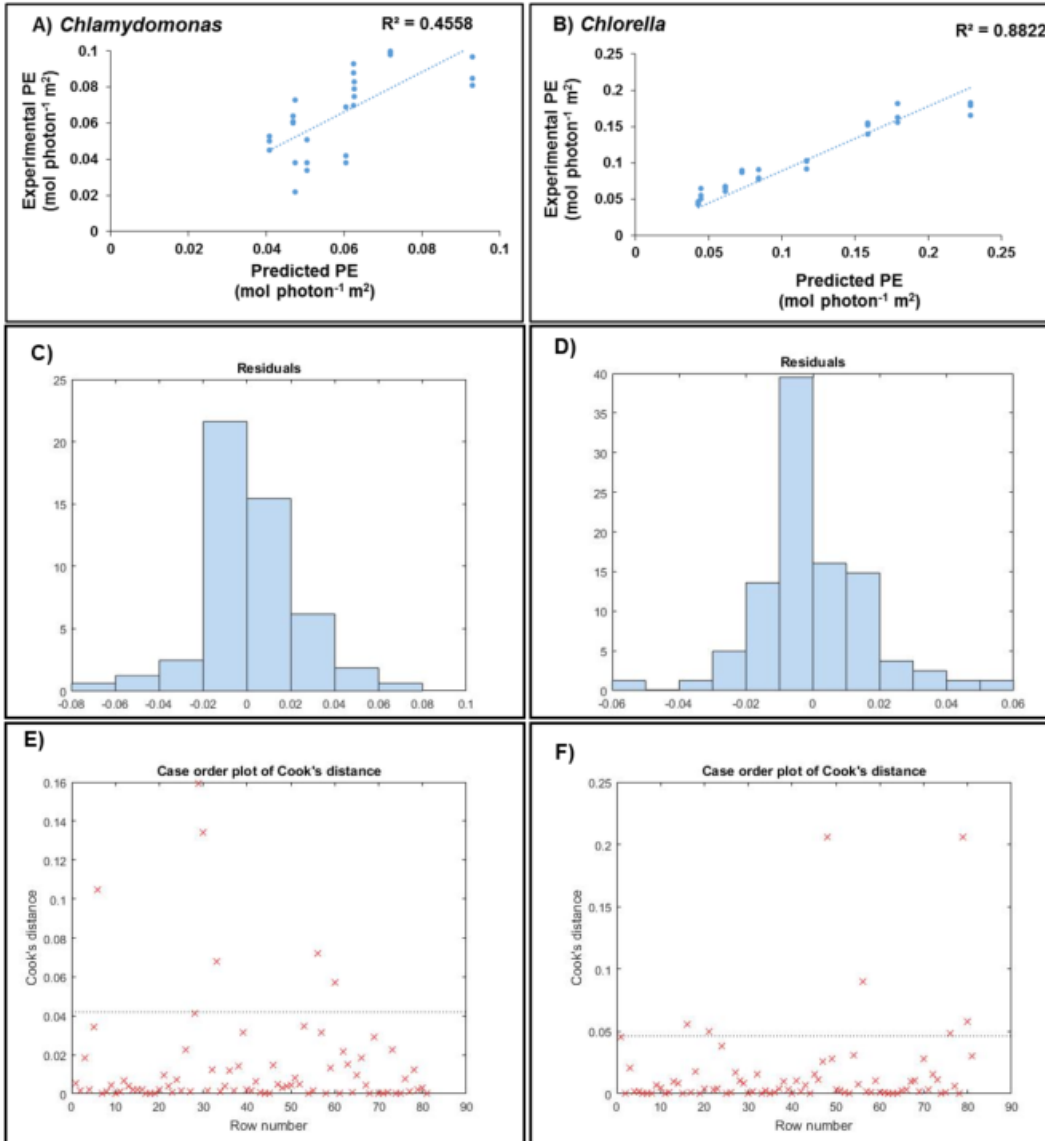 A) Chlamydomonas R² = 0.4558
0.1
0.08
0.06
0.04
0.02
0
Experimental PE
(mol photon⁻¹ m²)
0 0.02 0.04 0.06 0.08 0.1
Predicted PE
(mol photon⁻¹ m²)
B) Chlorella R² = 0.8822
0.25
0.2
0.15
0.1
0.05
0
Experimental PE
(mol photon⁻¹ m²)
0 0.05 0.1 0.15 0.2 0.25
Predicted PE
(mol photon⁻¹ m²)
C)
Residuals
25
20
15
10
5
0
-0.08 -0.06 -0.04 -0.02 0 0.02 0.04 0.06 0.08 0.1
D)
Residuals
40
35
30
25
20
15
10
5
0
-0.06 -0.04 -0.02 0 0.02 0.04 0.06
E)
Case order plot of Cook's distance
0.16
0.14
0.12
0.1
0.08
0.06
0.04
0.02
0
Cook's distance
0 10 20 30 40 50 60 70 80 90
Row number
F)
Case order plot of Cook's distance
0.25
0.2
0.15
0.1
0.05
0
Cook's distance
0 10 20 30 40 50 60 70 80 90
Row number